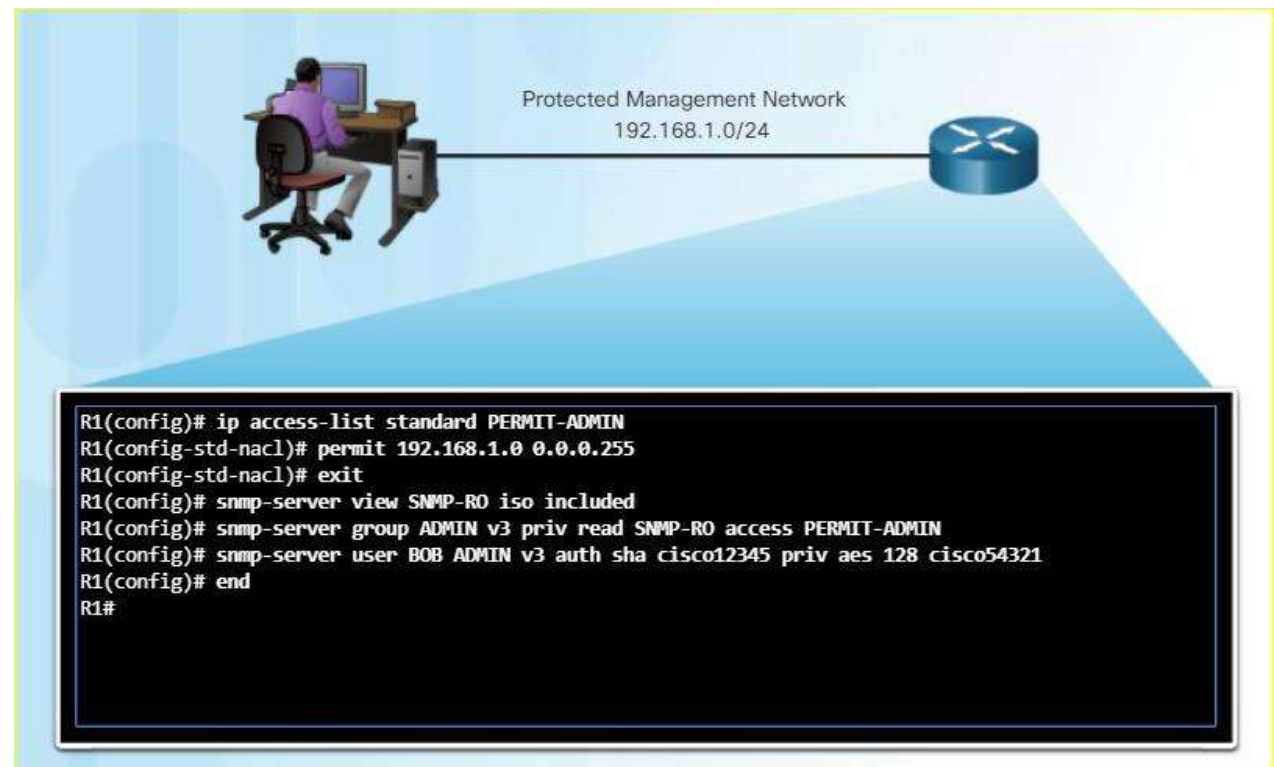 Protected Management Network
192.168.1.0/24
R1(config)# ip access-list standard PERMIT-ADMIN
R1(config-std-nacl)# permit 192.168.1.0 0.0.0.255
R1(config-std-nacl)# exit
R1(config)# snmp-server view SNMP-RO iso included
R1(config)# snmp-server group ADMIN v3 priv read SNMP-RO access PERMIT-ADMIN
R1(config)# snmp-server user BOB ADMIN v3 auth sha cisco12345 priv aes 128 cisco54321
R1(config)# end
R1#